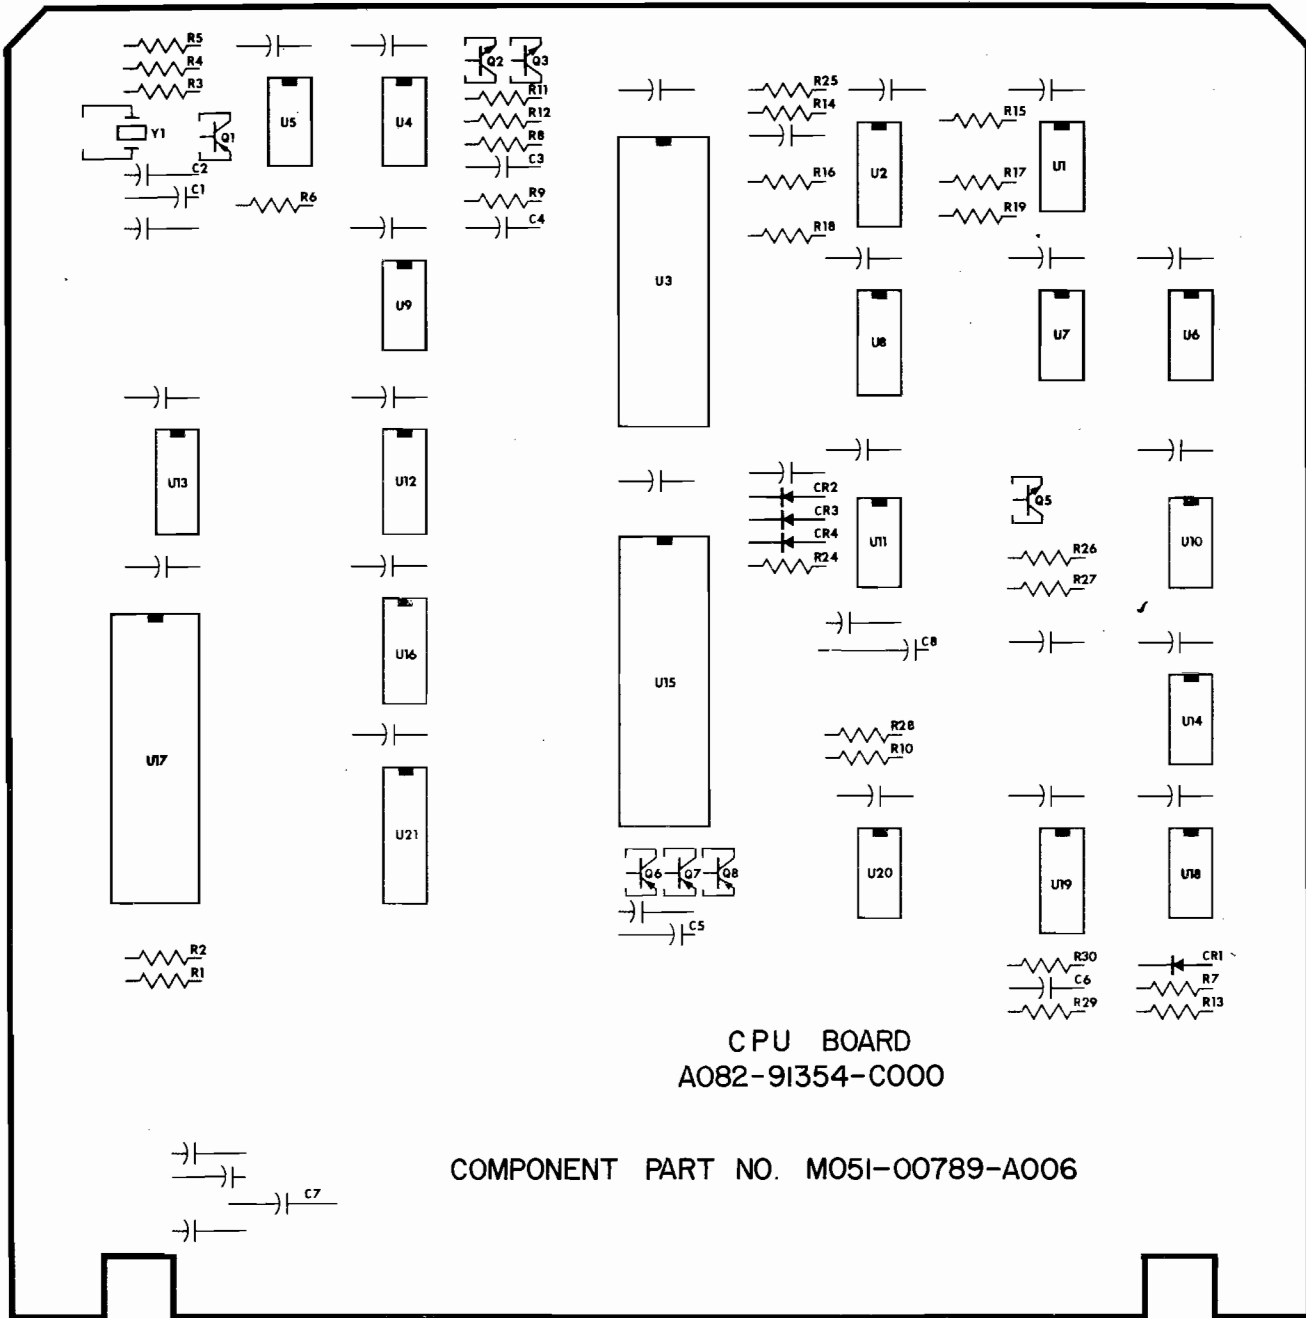 R5
R4
R3
Y1
Q1
C2
C1
U5
R6
U4
Q2 Q3
R11
R12
R8
C3
R9
C4
U9
U3
R25
R14
R16
R18
U2
R15
R17
R19
U1
U8
U7
U6
U13
U12
CR2
CR3
CR4
R24
U11
Q5
R26
R27
U10
U17
U16
U15
C8
U14
R28
R10
U21
Q6 Q7 Q8
C5
U20
U19
U18
R2
R1
R30
C6
R29
CR1
R7
R13
CPU BOARD
A082-91354-C000
COMPONENT PART NO. M051-00789-A006
C7